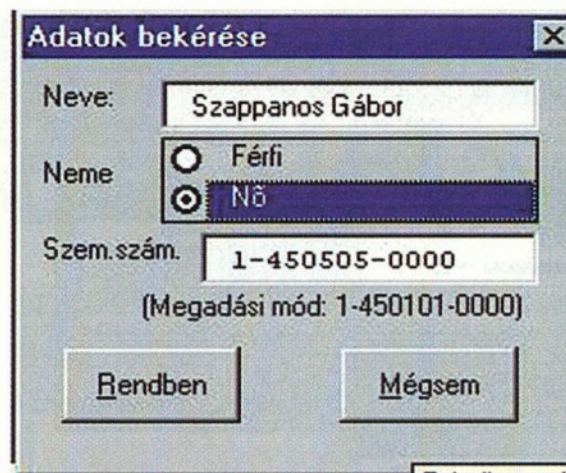 Adatok bekérése
Neve: Szappanos Gábor
Neme
Férfi
Nõ
Szem.szám. 1-450505-0000
(Megadási mód: 1-450101-0000)
Rendben Mégsem